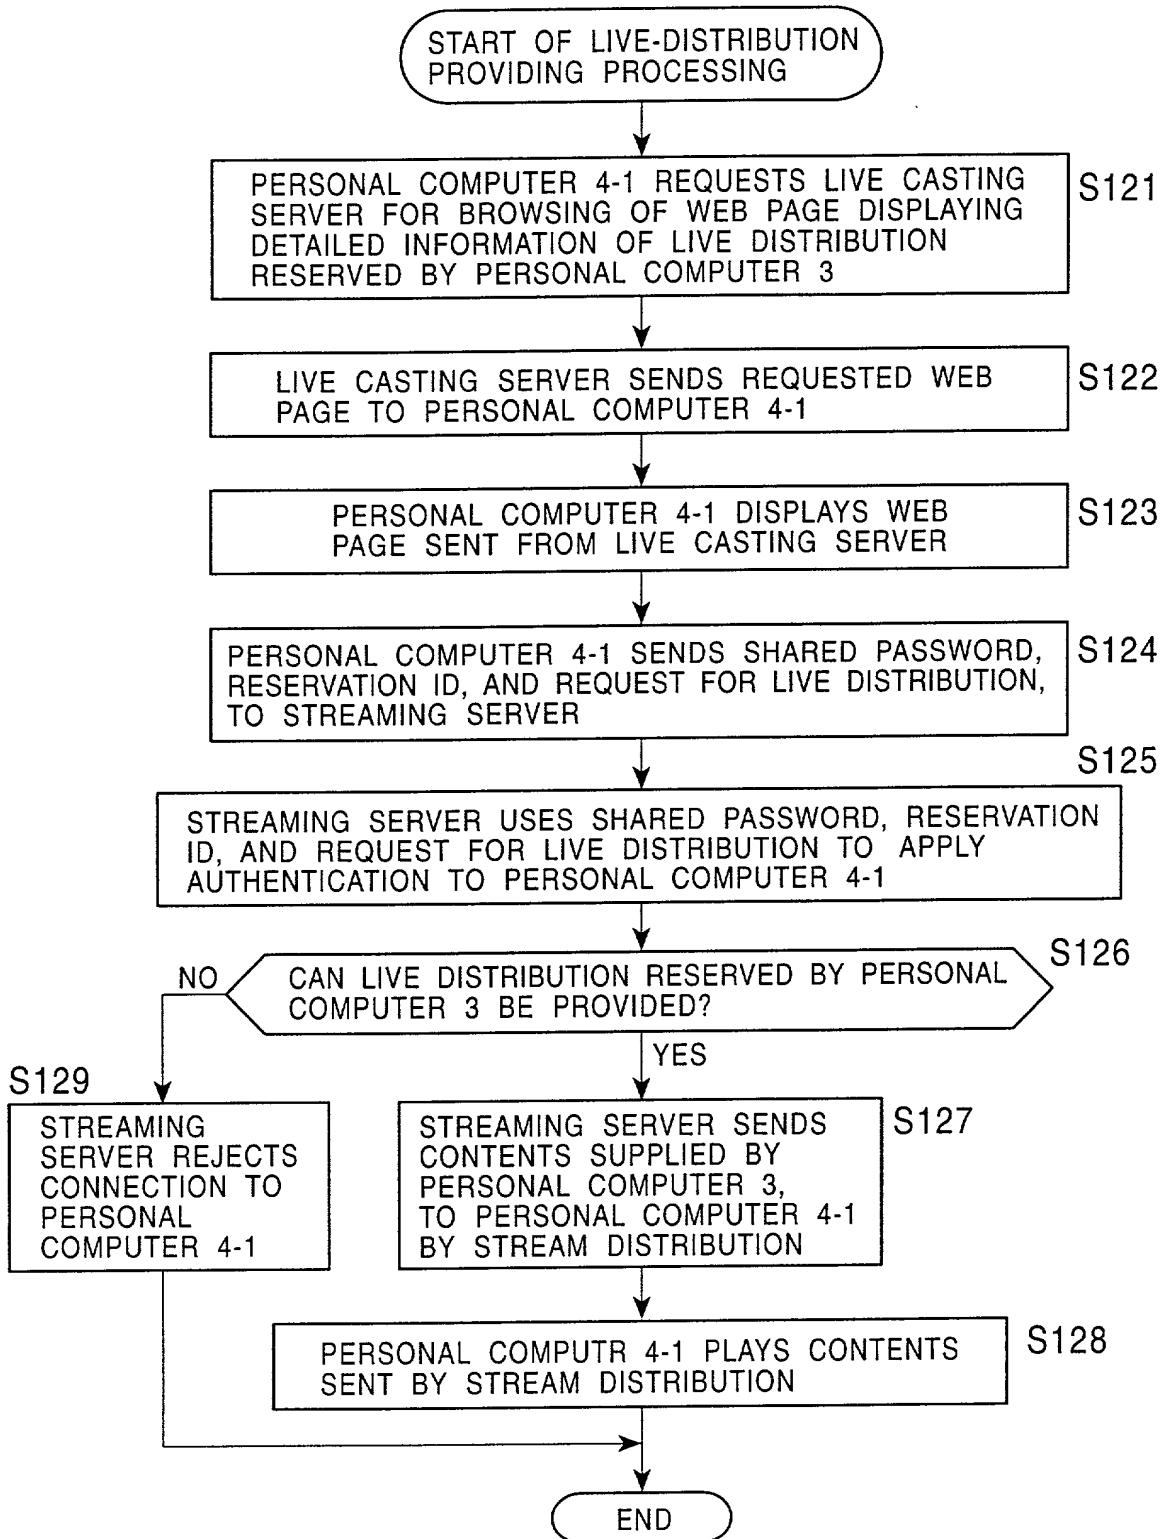 START OF LIVE-DISTRIBUTION
PROVIDING PROCESSING
PERSONAL COMPUTER 4-1 REQUESTS LIVE CASTING
SERVER FOR BROWSING OF WEB PAGE DISPLAYING
DETAILED INFORMATION OF LIVE DISTRIBUTION
RESERVED BY PERSONAL COMPUTER 3
S121
LIVE CASTING SERVER SENDS REQUESTED WEB
PAGE TO PERSONAL COMPUTER 4-1
S122
PERSONAL COMPUTER 4-1 DISPLAYS WEB
PAGE SENT FROM LIVE CASTING SERVER
S123
PERSONAL COMPUTER 4-1 SENDS SHARED PASSWORD,
RESERVATION ID, AND REQUEST FOR LIVE DISTRIBUTION,
TO STREAMING SERVER
S124
S125
STREAMING SERVER USES SHARED PASSWORD, RESERVATION
ID, AND REQUEST FOR LIVE DISTRIBUTION TO APPLY
AUTHENTICATION TO PERSONAL COMPUTER 4-1
S126
NO
CAN LIVE DISTRIBUTION RESERVED BY PERSONAL
COMPUTER 3 BE PROVIDED?
YES
S129
STREAMING
SERVER REJECTS
CONNECTION TO
PERSONAL
COMPUTER 4-1
STREAMING SERVER SENDS
CONTENTS SUPPLIED BY
PERSONAL COMPUTER 3,
TO PERSONAL COMPUTER 4-1
BY STREAM DISTRIBUTION
S127
PERSONAL COMPUTR 4-1 PLAYS CONTENTS
SENT BY STREAM DISTRIBUTION
S128
END